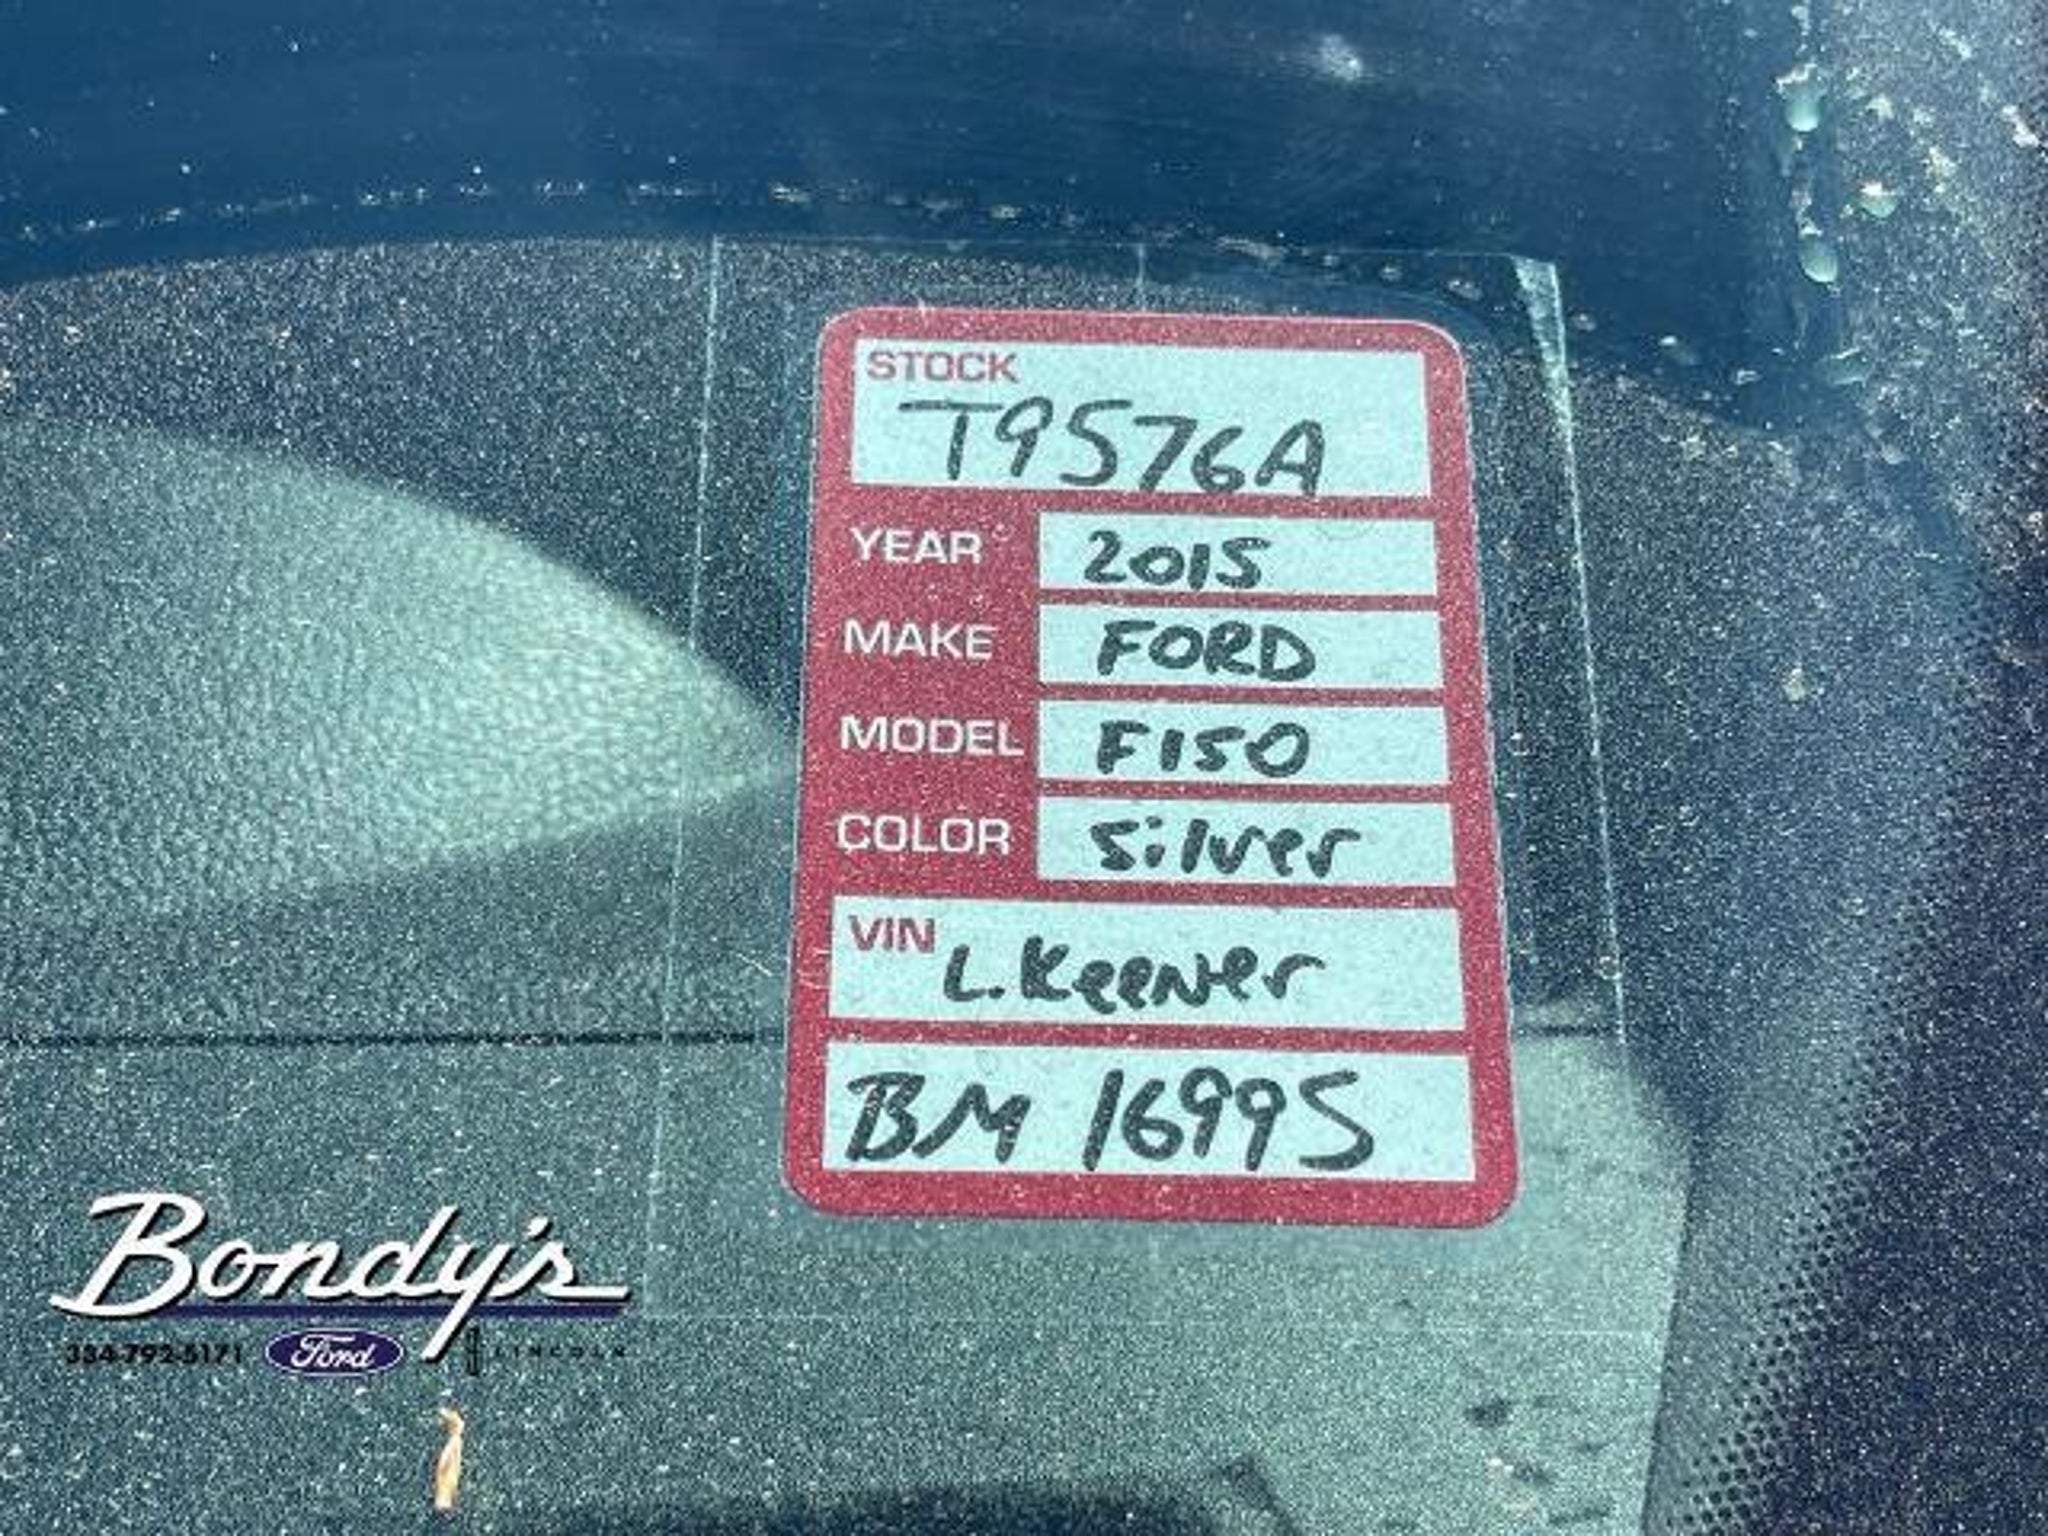 STOCK
T9576A
YEAR 2015
MAKE FORD
MODEL F150
COLOR Silver
VIN L. Keener
BM 16995
Bondy's
334-792-5171 Ford LINCOLN